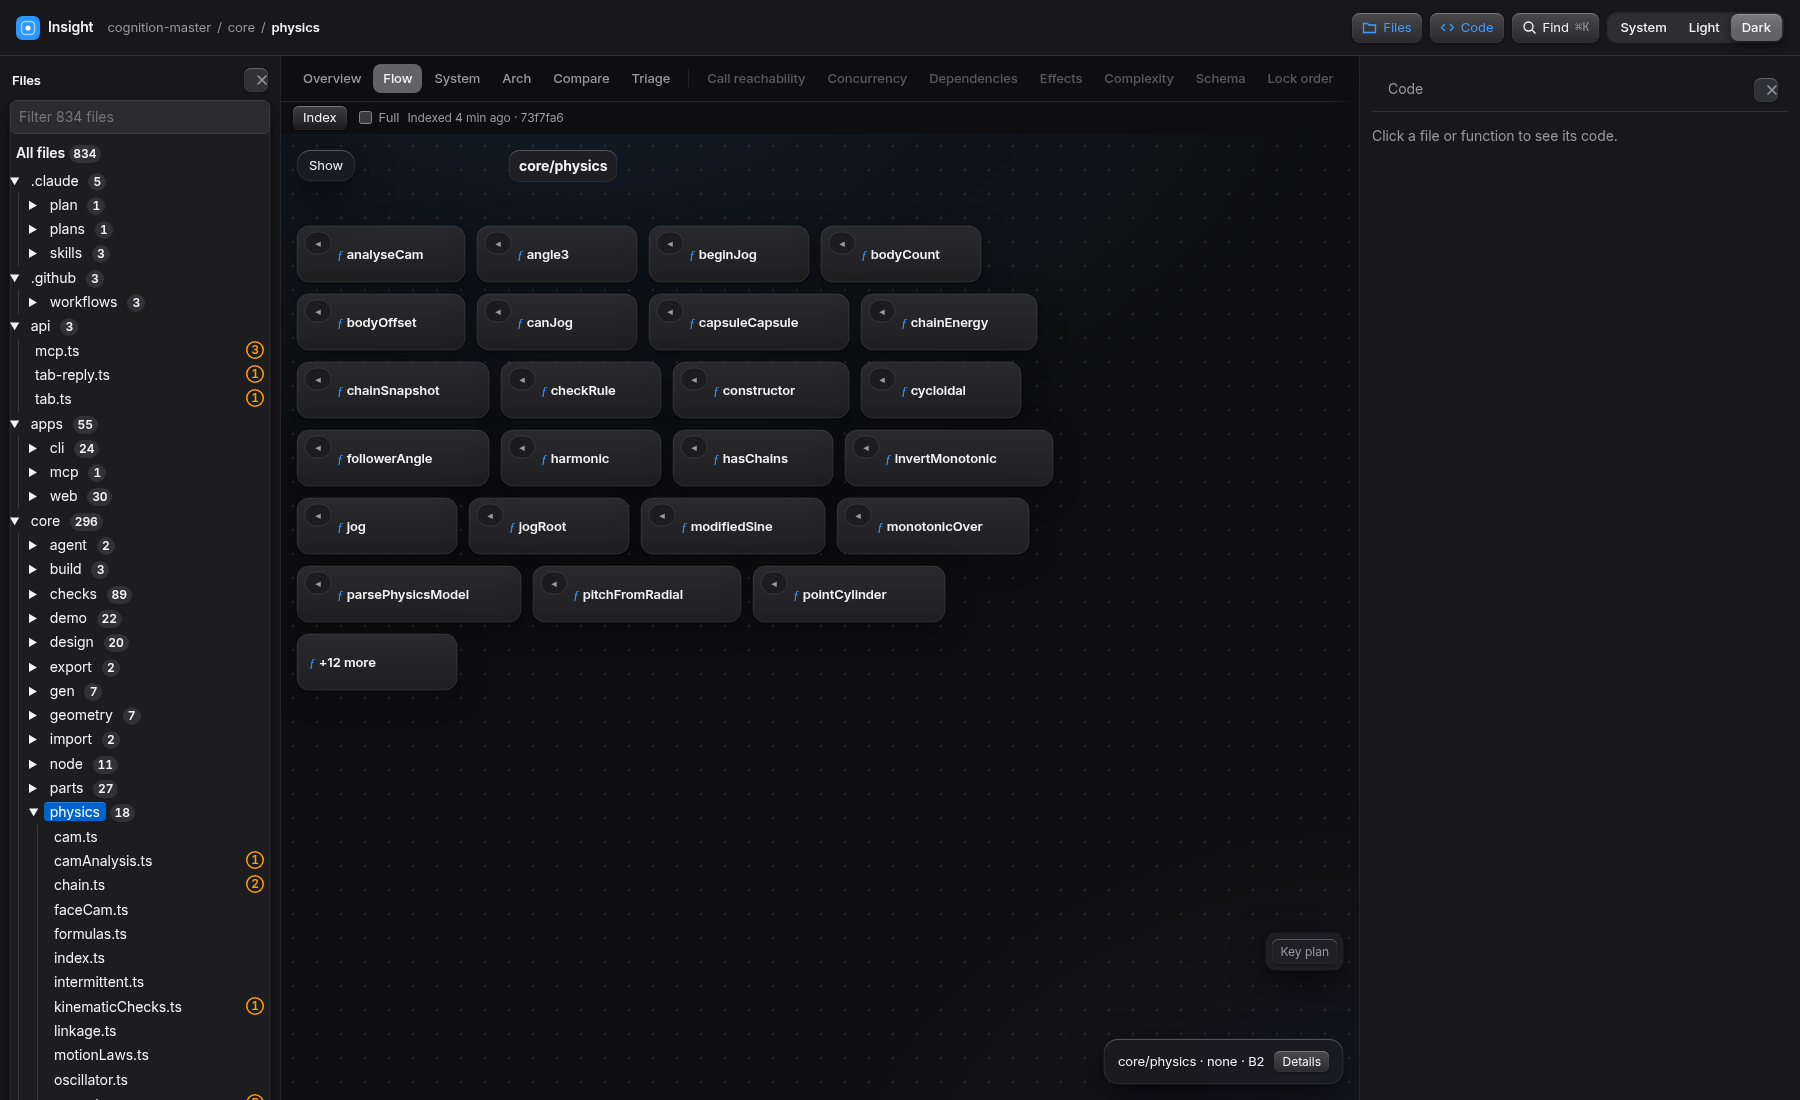 Insight cognition-master / core / physics Files Code Find ⌘K System Light Dark
Files
Filter 834 files
All files 834
.claude 5
plan 1
plans 1
skills 3
.github 3
workflows 3
api 3
mcp.ts 3
tab-reply.ts 1
tab.ts 1
apps 55
cli 24
mcp 1
web 30
core 296
agent 2
build 3
checks 89
demo 22
design 20
export 2
gen 7
geometry 7
import 2
node 11
parts 27
physics 18
cam.ts
camAnalysis.ts 1
chain.ts 2
faceCam.ts
formulas.ts
index.ts
intermittent.ts
kinematicChecks.ts 1
linkage.ts
motionLaws.ts
oscillator.ts
Overview Flow System Arch Compare Triage Call reachability Concurrency Dependencies Effects Complexity Schema Lock order
Index Full Indexed 4 min ago · 73f7fa6
Show core/physics
ƒ analyseCam ƒ angle3 ƒ beginJog ƒ bodyCount
ƒ bodyOffset ƒ canJog ƒ capsuleCapsule ƒ chainEnergy
ƒ chainSnapshot ƒ checkRule ƒ constructor ƒ cycloidal
ƒ followerAngle ƒ harmonic ƒ hasChains ƒ invertMonotonic
ƒ jog ƒ jogRoot ƒ modifiedSine ƒ monotonicOver
ƒ parsePhysicsModel ƒ pitchFromRadial ƒ pointCylinder
ƒ +12 more
Key plan
core/physics · none · B2 Details
Code
Click a file or function to see its code.